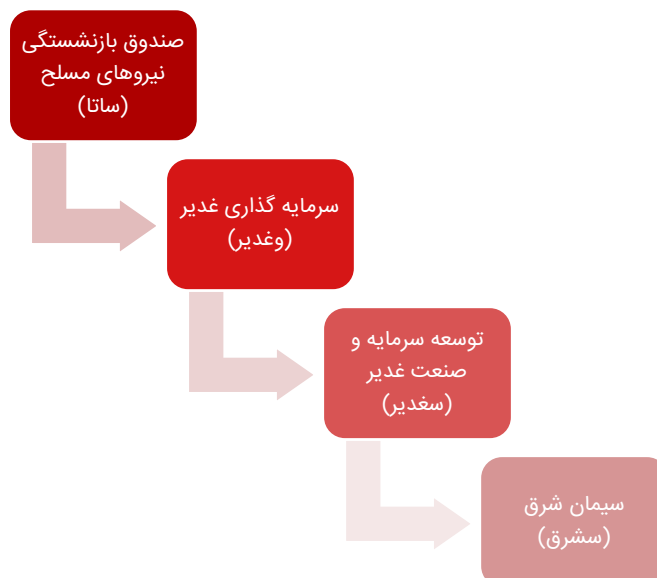 صندوق بازنشستگی
نیروهای مسلح
(ساتا)
سرمایه گذاری غدیر
(وغدیر)
توسعه سرمایه و
صنعت غدیر
(سغدیر)
سیمان شرق
(سشرق)